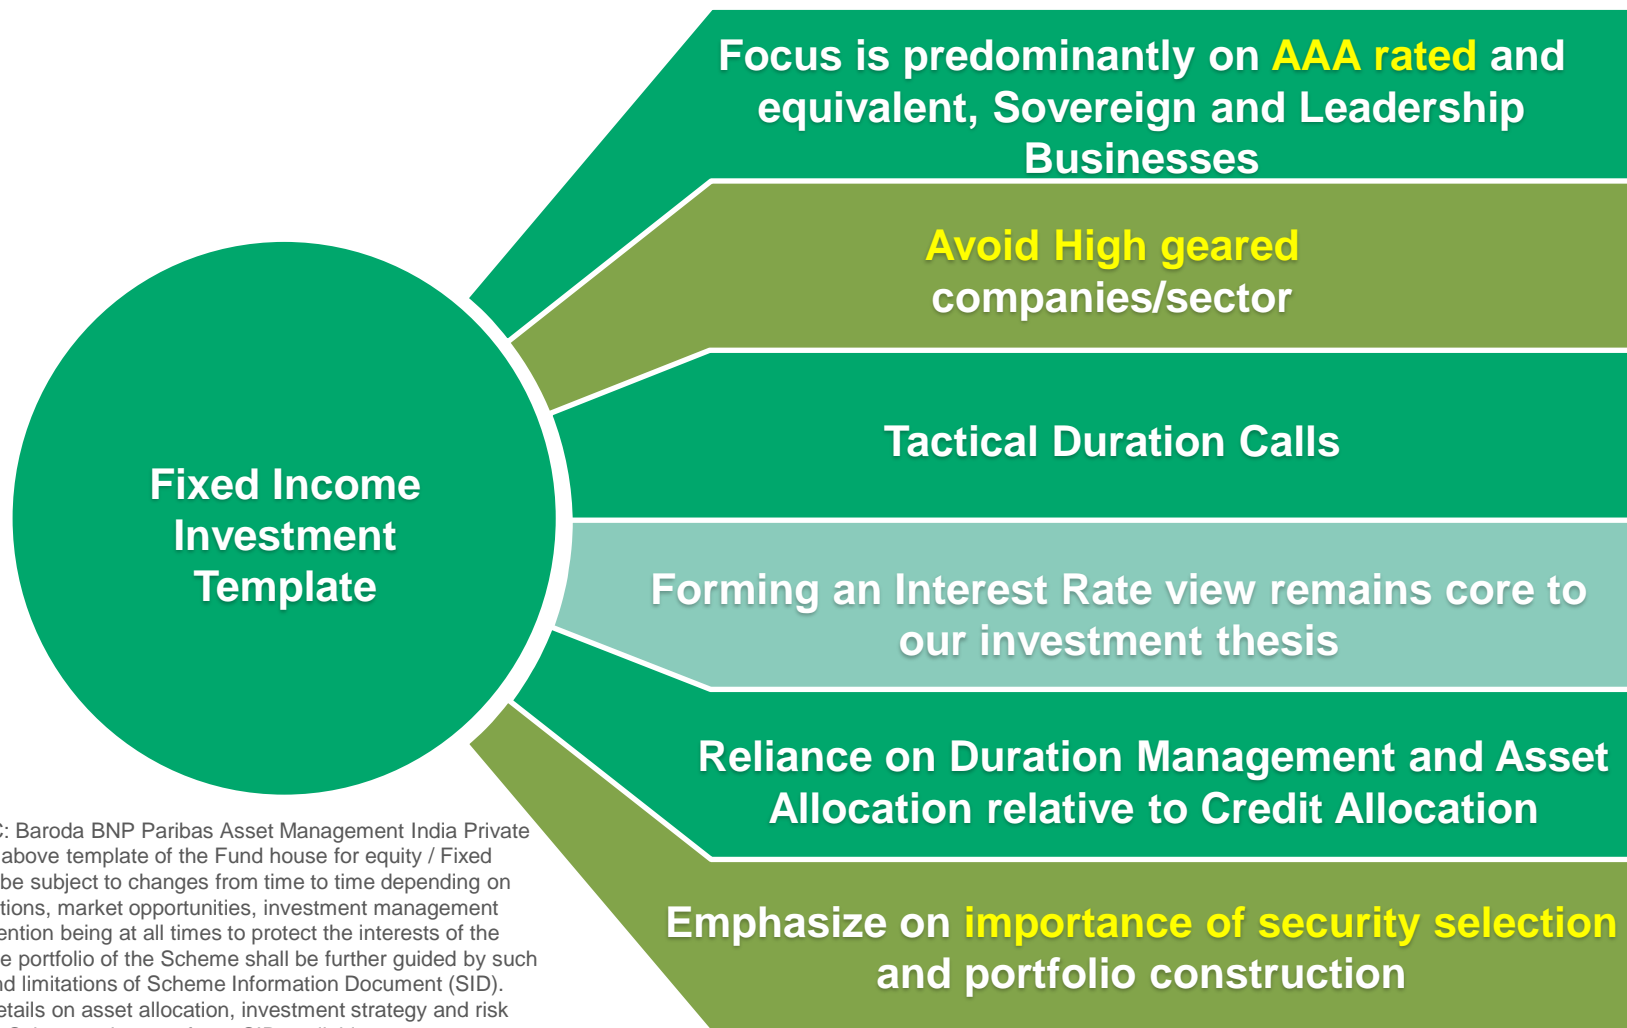 Focus is predominantly on AAA rated and
equivalent, Sovereign and Leadership
Businesses
Avoid High geared
companies/sector
Tactical Duration Calls
Fixed Income
Investment
Template
Forming an Interest Rate view remains core to
our investment thesis
Reliance on Duration Management and Asset
Allocation relative to Credit Allocation
Emphasize on importance of security selection
and portfolio construction
: Baroda BNP Paribas Asset Management India Private
above template of the Fund house for equity / Fixed
be subject to changes from time to time depending on
tions, market opportunities, investment management
ention being at all times to protect the interests of the
e portfolio of the Scheme shall be further guided by such
nd limitations of Scheme Information Document (SID).
etails on asset allocation, investment strategy and risk